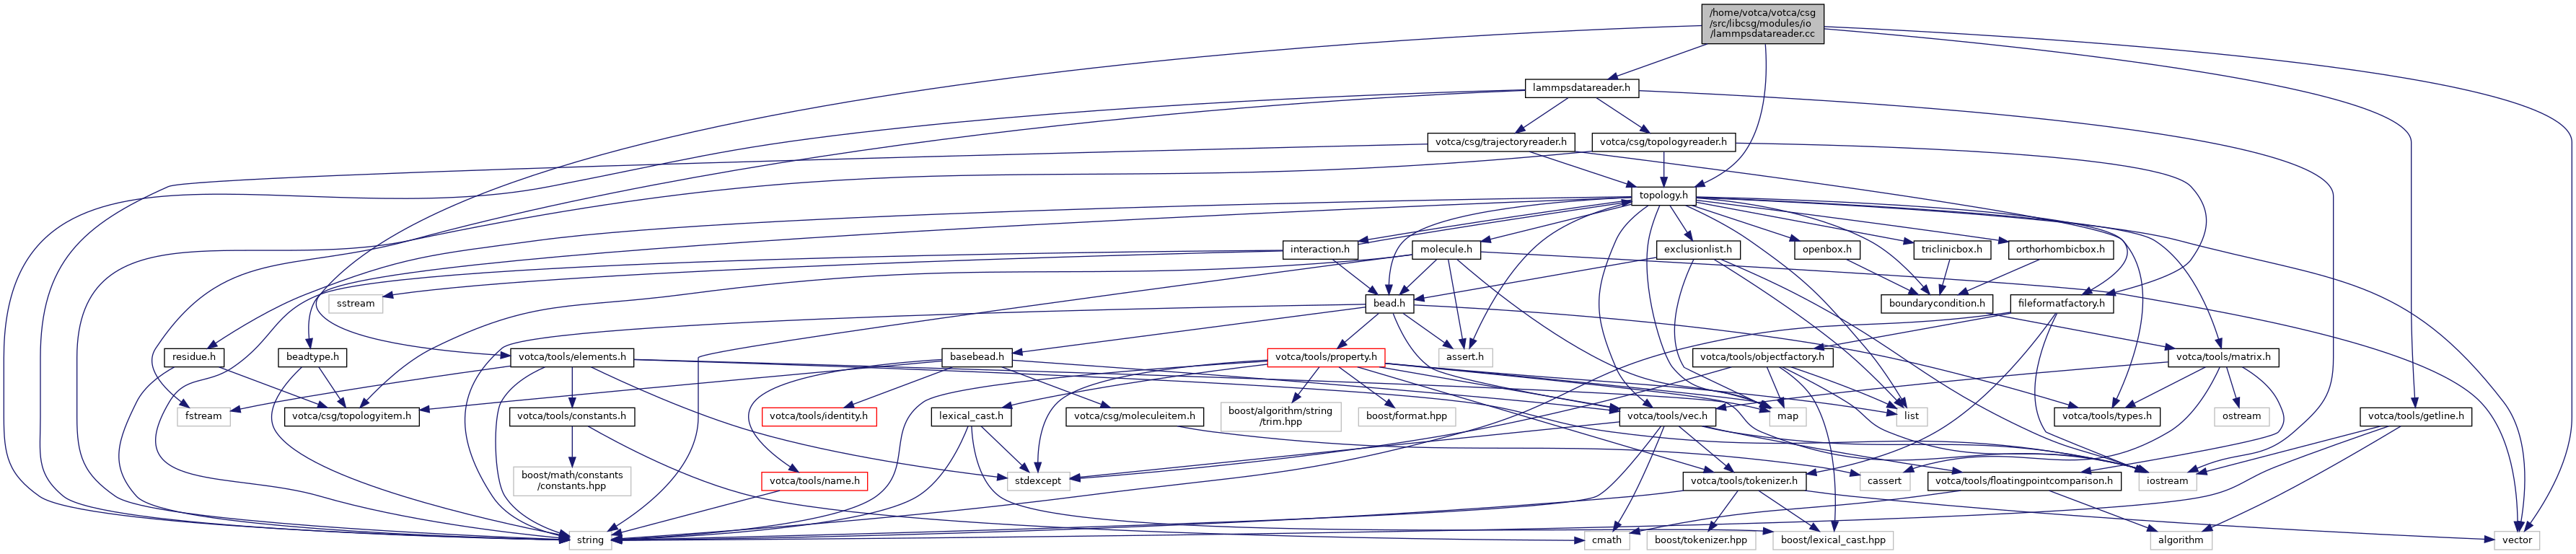 /home/votca/votca/csg
/src/libcsg/modules/io
/lammpsdatareader.cc
lammpsdatareader.h
votca/csg/trajectoryreader.h
votca/csg/topologyreader.h
topology.h
interaction.h
molecule.h
exclusionlist.h
openbox.h
triclinicbox.h
orthorhombicbox.h
sstream
bead.h
boundarycondition.h
fileformatfactory.h
residue.h
beadtype.h
votca/tools/elements.h
basebead.h
votca/tools/property.h
assert.h
votca/tools/objectfactory.h
votca/tools/matrix.h
fstream
votca/csg/topologyitem.h
votca/tools/constants.h
votca/tools/identity.h
lexical_cast.h
votca/csg/moleculeitem.h
boost/algorithm/string
/trim.hpp
boost/format.hpp
votca/tools/vec.h
map
list
votca/tools/types.h
ostream
votca/tools/getline.h
boost/math/constants
/constants.hpp
votca/tools/name.h
stdexcept
votca/tools/tokenizer.h
cassert
votca/tools/floatingpointcomparison.h
iostream
string
cmath
boost/tokenizer.hpp
boost/lexical_cast.hpp
algorithm
vector